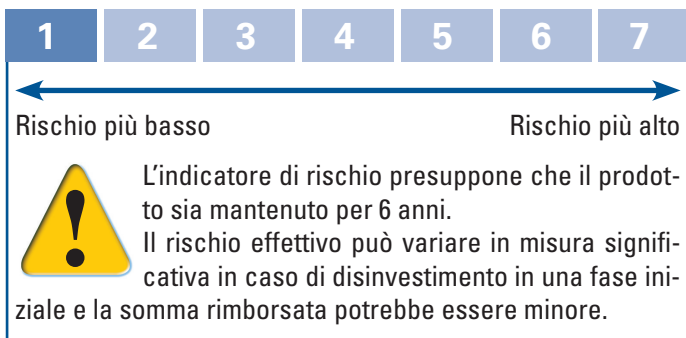 1 2 3 4 5 6 7
Rischio più basso Rischio più alto
L'indicatore di rischio presuppone che il prodot-
to sia mantenuto per 6 anni.
Il rischio effettivo può variare in misura signifi-
cativa in caso di disinvestimento in una fase ini-
ziale e la somma rimborsata potrebbe essere minore.